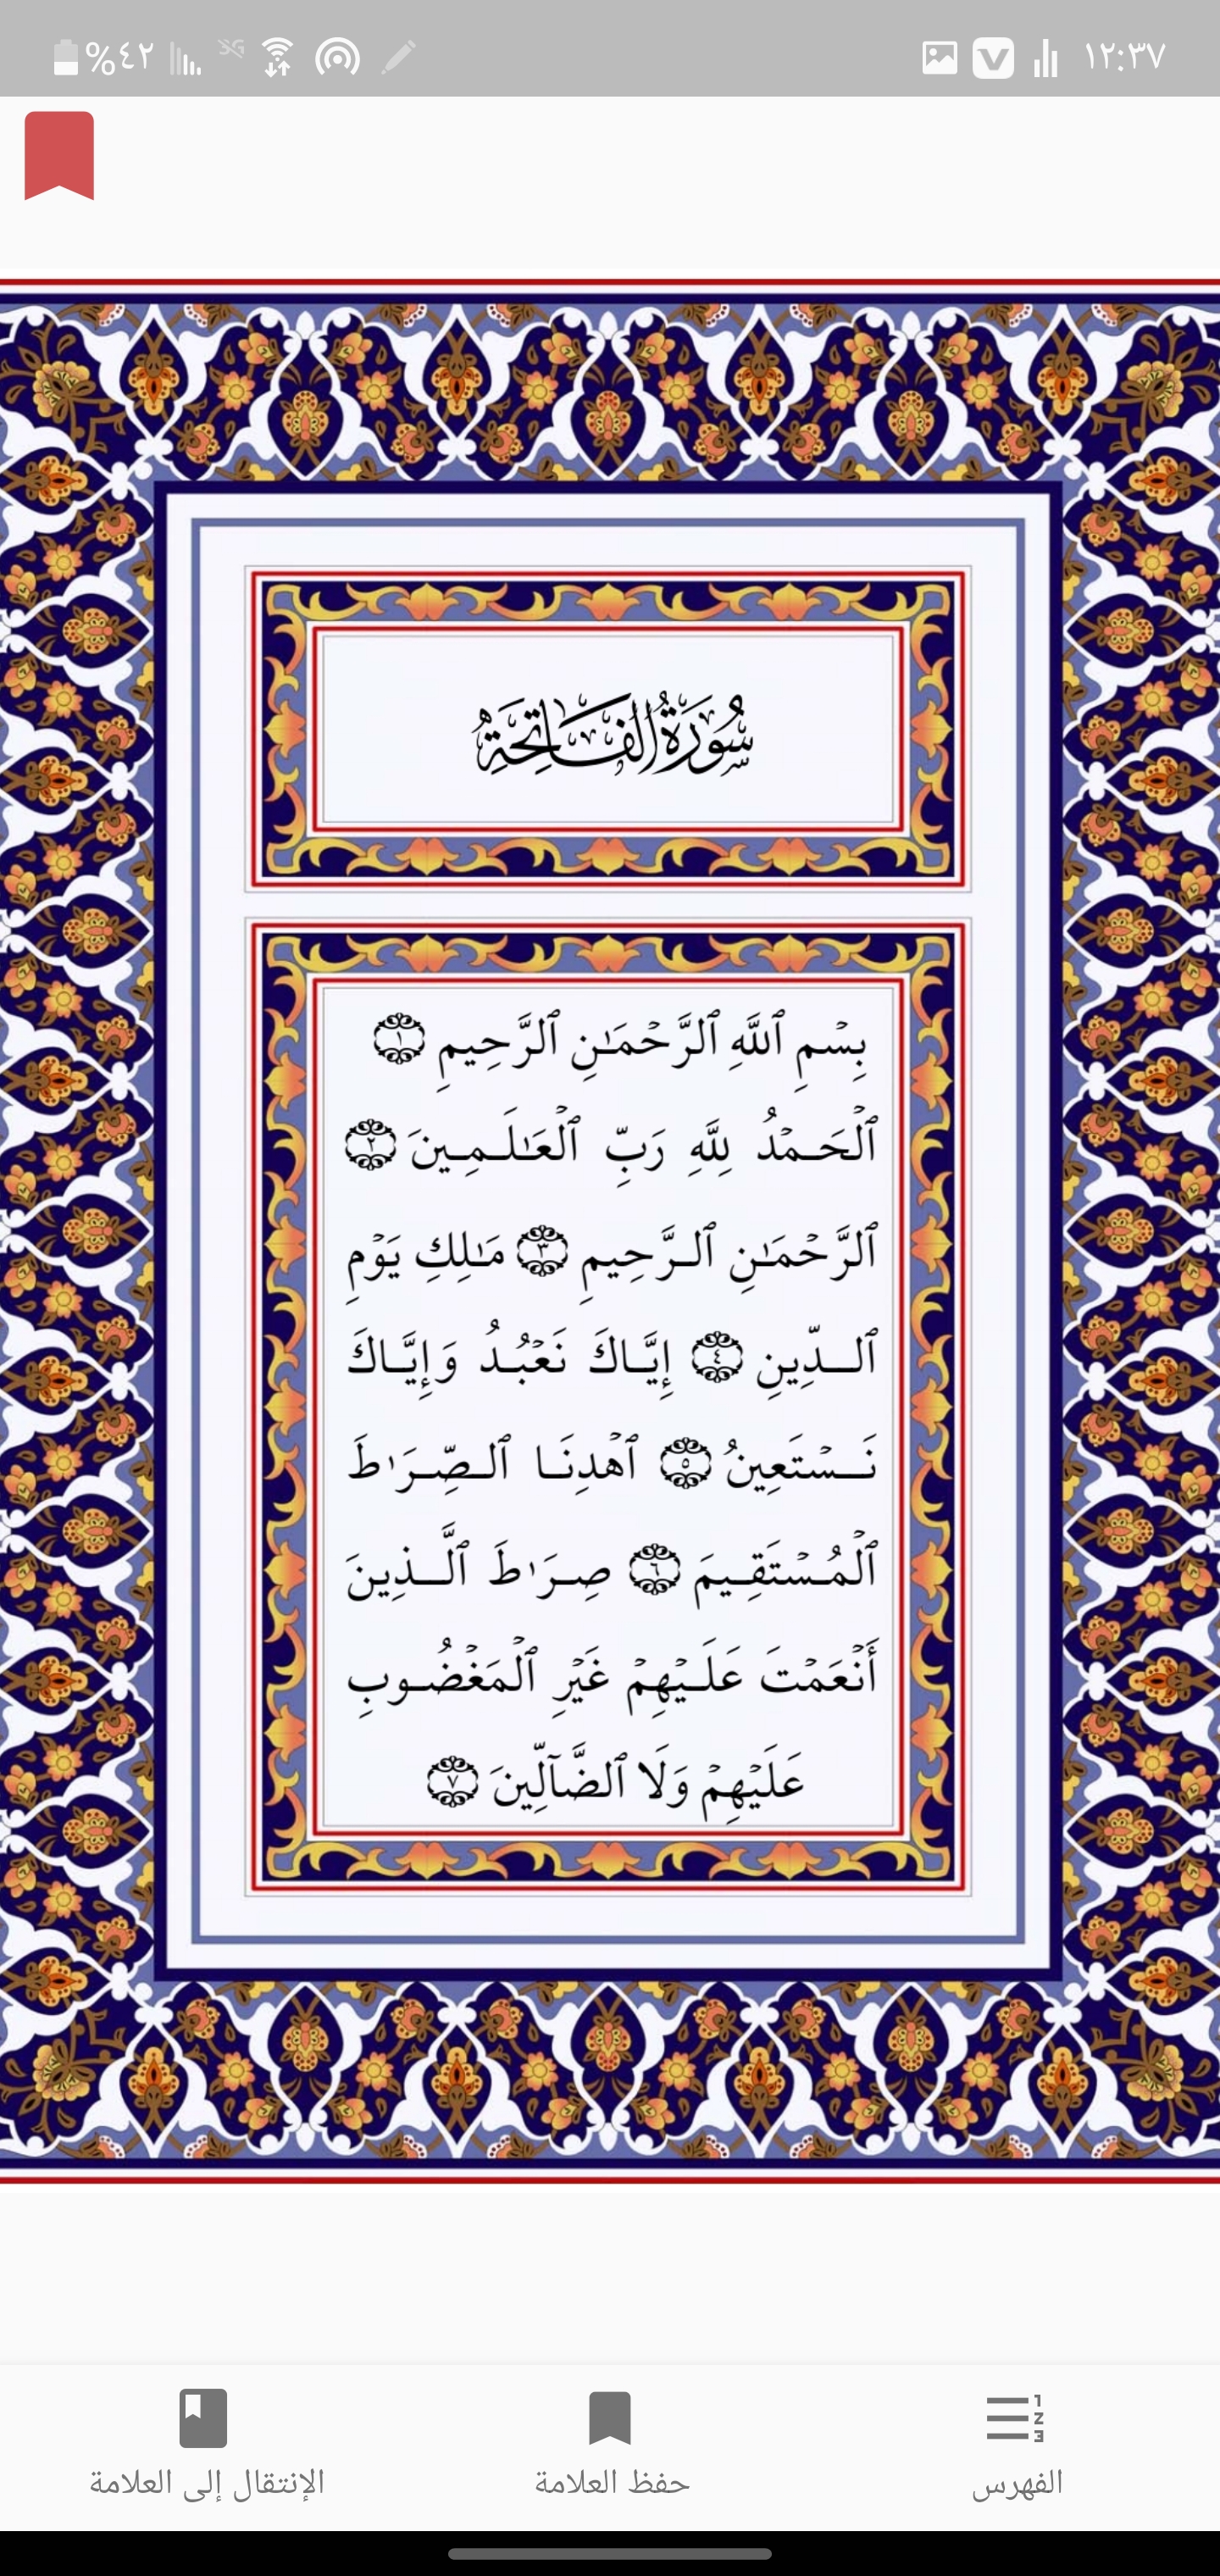 ١٢:٣٧
%٤٢
سُورَةُ الفَاتِحَةِ
بِسْمِ ٱللَّهِ ٱلرَّحْمَـٰنِ ٱلرَّحِيمِ ١
ٱلْحَمْدُ لِلَّهِ رَبِّ ٱلْعَـٰلَمِينَ ٢
ٱلرَّحْمَـٰنِ ٱلرَّحِيمِ ٣ مَـٰلِكِ يَوْمِ
ٱلدِّينِ ٤ إِيَّاكَ نَعْبُدُ وَإِيَّاكَ
نَسْتَعِينُ ٥ ٱهْدِنَا ٱلصِّرَٰطَ
ٱلْمُسْتَقِيمَ ٦ صِرَٰطَ ٱلَّذِينَ
أَنْعَمْتَ عَلَيْهِمْ غَيْرِ ٱلْمَغْضُوبِ
عَلَيْهِمْ وَلَا ٱلضَّآلِّينَ ٧
الفهرس
حفظ العلامة
الإنتقال إلى العلامة